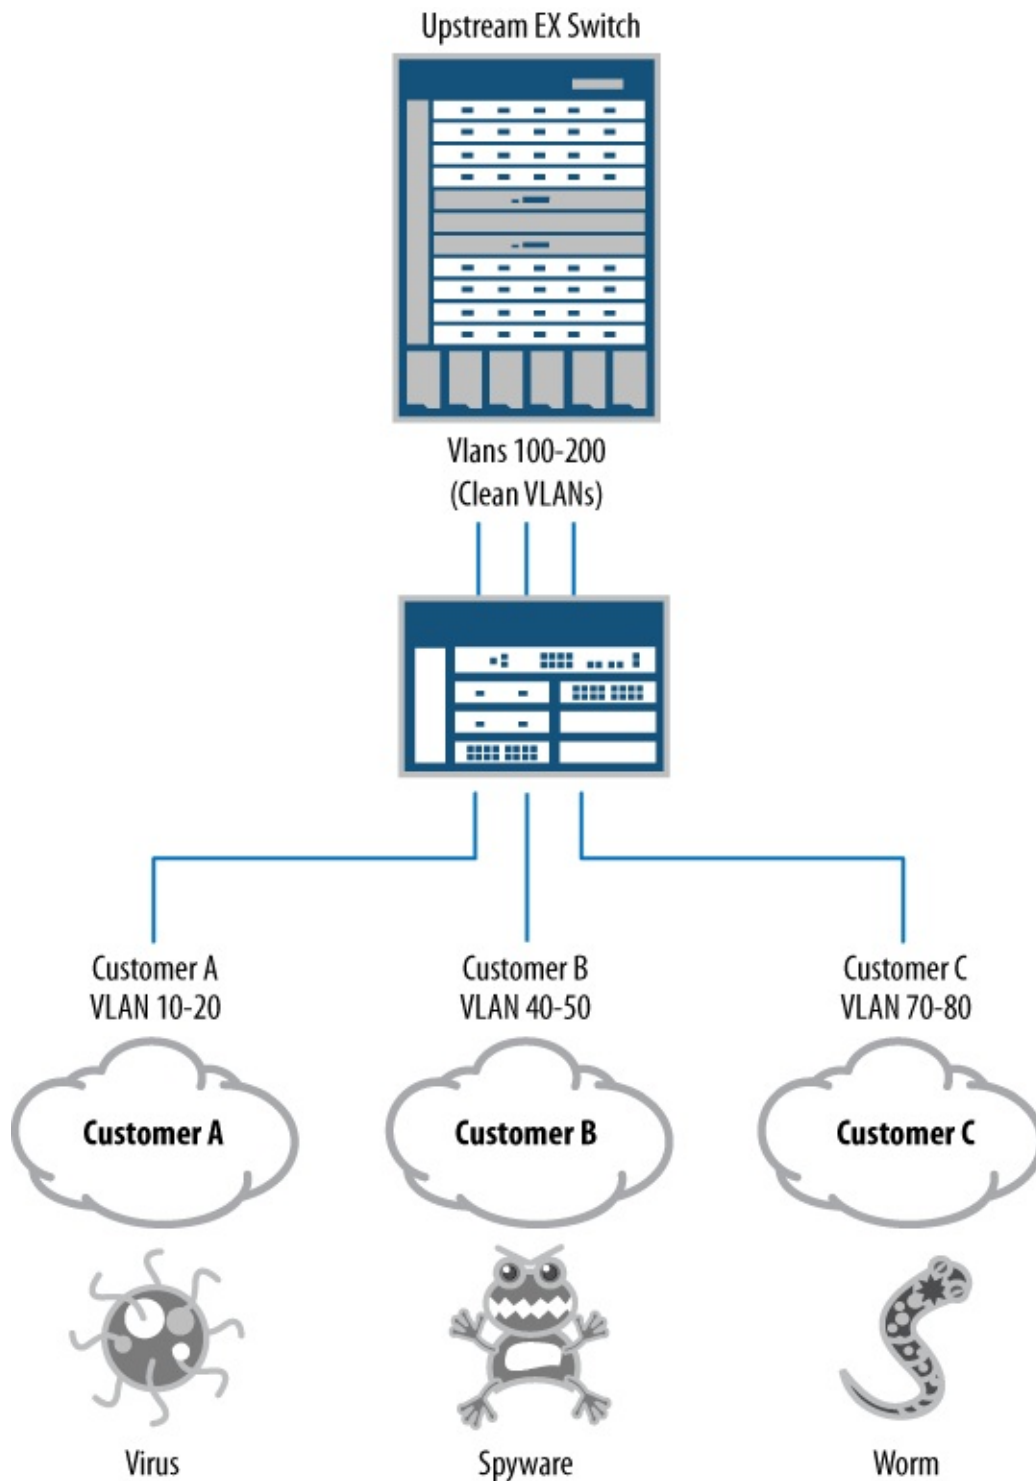 Upstream EX Switch
Vlans 100-200
(Clean VLANs)
Customer A
VLAN 10-20
Customer B
VLAN 40-50
Customer C
VLAN 70-80
Customer A
Customer B
Customer C
Virus
Spyware
Worm